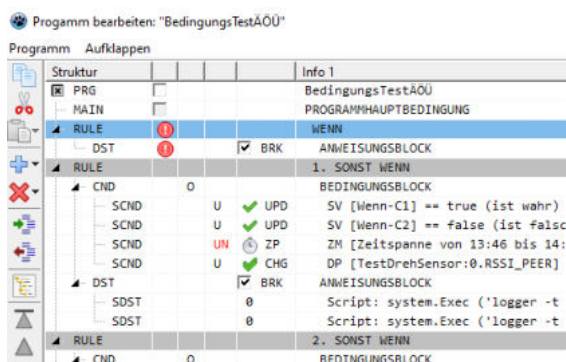 Progamm bearbeiten: "BedingungsTestÄÖÜ"
Programm Aufklappen
Struktur Info 1
PRG BedingungsTestÄÖÜ
MAIN PROGRAMMHAUPTBEDINGUNG
RULE WENN
DST BRK ANWEISUNGSBLOCK
RULE 1. SONST WENN
CND O BEDINGUNGSBLOCK
SCND U UPD SV [Wenn-C1] == true (ist wahr)
SCND U UPD SV [Wenn-C2] == false (ist falsc
SCND UN ZP ZM [Zeitspanne von 13:46 bis 14:
SCND U CHG DP [TestDrehSensor:0.RSSI_PEER]
DST BRK ANWEISUNGSBLOCK
SDST 0 Script: system.Exec ('logger -t
SDST 0 Script: system.Exec ('logger -t
RULE 2. SONST WENN
CND O BEDINGUNGSBLOCK